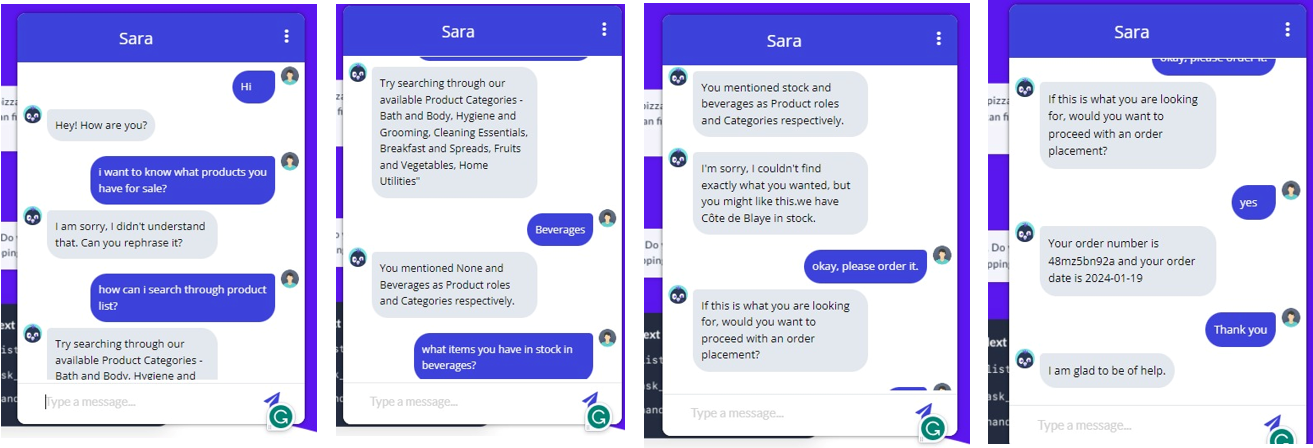 Sara
Hi
Hey! How are you?
i want to know what products you
have for sale?
I am sorry, I didn't understand
that. Can you rephrase it?
how can i search through product
list?
Try searching through our
available Product Categories -
Bath and Body, Hygiene and
Type a message...
Sara
Try searching through our
available Product Categories -
Bath and Body, Hygiene and
Grooming, Cleaning Essentials,
Breakfast and Spreads, Fruits
and Vegetables, Home
Utilities"
Beverages
You mentioned None and
Beverages as Product roles
and Categories respectively.
what items you have in stock in
beverages?
Type a message...
Sara
You mentioned stock and
beverages as Product roles
and Categories respectively.
I'm sorry, I couldn't find
exactly what you wanted, but
you might like this.we have
Côte de Blaye in stock.
okay, please order it.
If this is what you are looking
for, would you want to
proceed with an order
placement?
Type a message...
Sara
okay, please order it.
If this is what you are looking
for, would you want to
proceed with an order
placement?
yes
Your order number is
48mz5bn92a and your order
date is 2024-01-19
Thank you
I am glad to be of help.
Type a message...